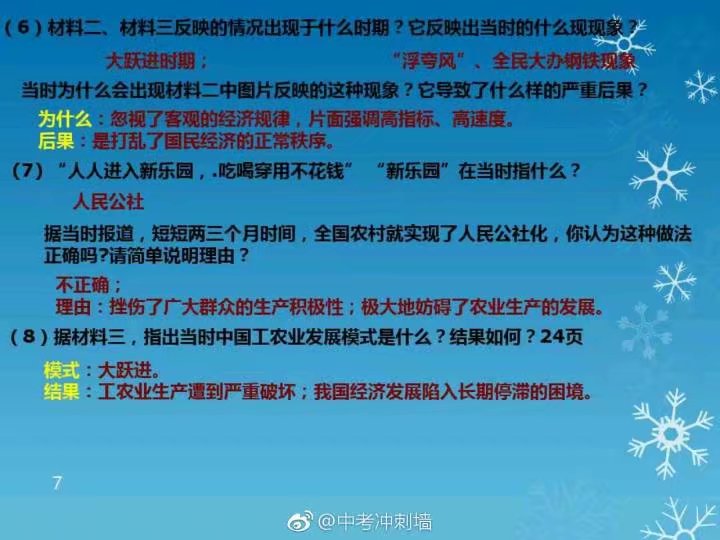 （6）材料二、材料三反映的情况出现于什么时期？它反映出当时的什么现现象？
大跃进时期； “浮夸风”、全民大办钢铁现象
当时为什么会出现材料二中图片反映的这种现象？它导致了什么样的严重后果？
为什么：忽视了客观的经济规律，片面强调高指标、高速度。
后果：是打乱了国民经济的正常秩序。
(7) “人人进入新乐园，.吃喝穿用不花钱” “新乐园”在当时指什么？
人民公社
据当时报道，短短两三个月时间，全国农村就实现了人民公社化，你认为这种做法
正确吗?请简单说明理由？
不正确；
理由：挫伤了广大群众的生产积极性；极大地妨碍了农业生产的发展。
（8）据材料三，指出当时中国工农业发展模式是什么？结果如何？24页
模式：大跃进。
结果：工农业生产遭到严重破坏；我国经济发展陷入长期停滞的困境。
7
@中考冲刺墙